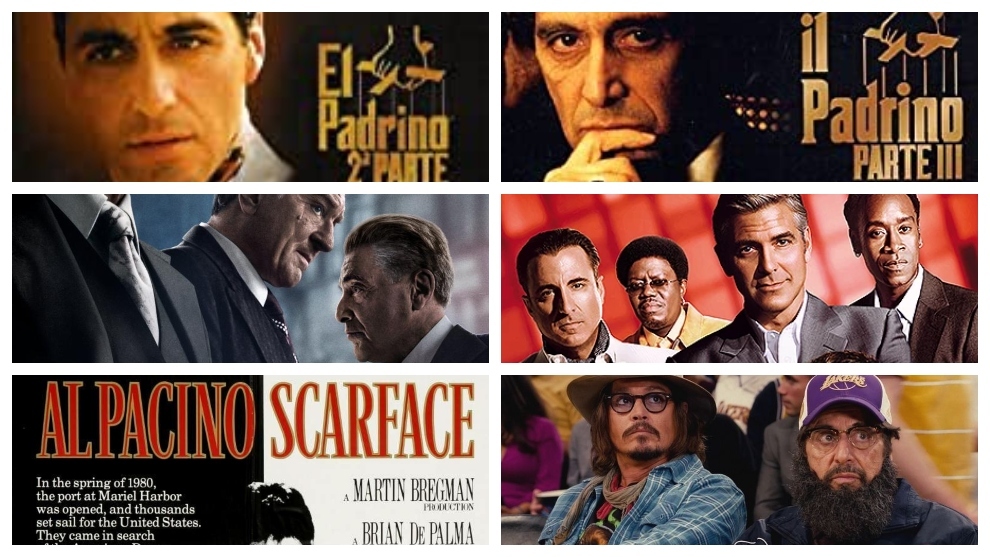 El
Padrino
2ª PARTE
il
Padrino
PARTE III
AL PACINO SCARFACE
In the spring of 1980,
the port at Mariel Harbor
was opened, and thousands
set sail for the United States.
They came in search
A MARTIN BREGMAN
PRODUCTION
A BRIAN DE PALMA
LAKERS